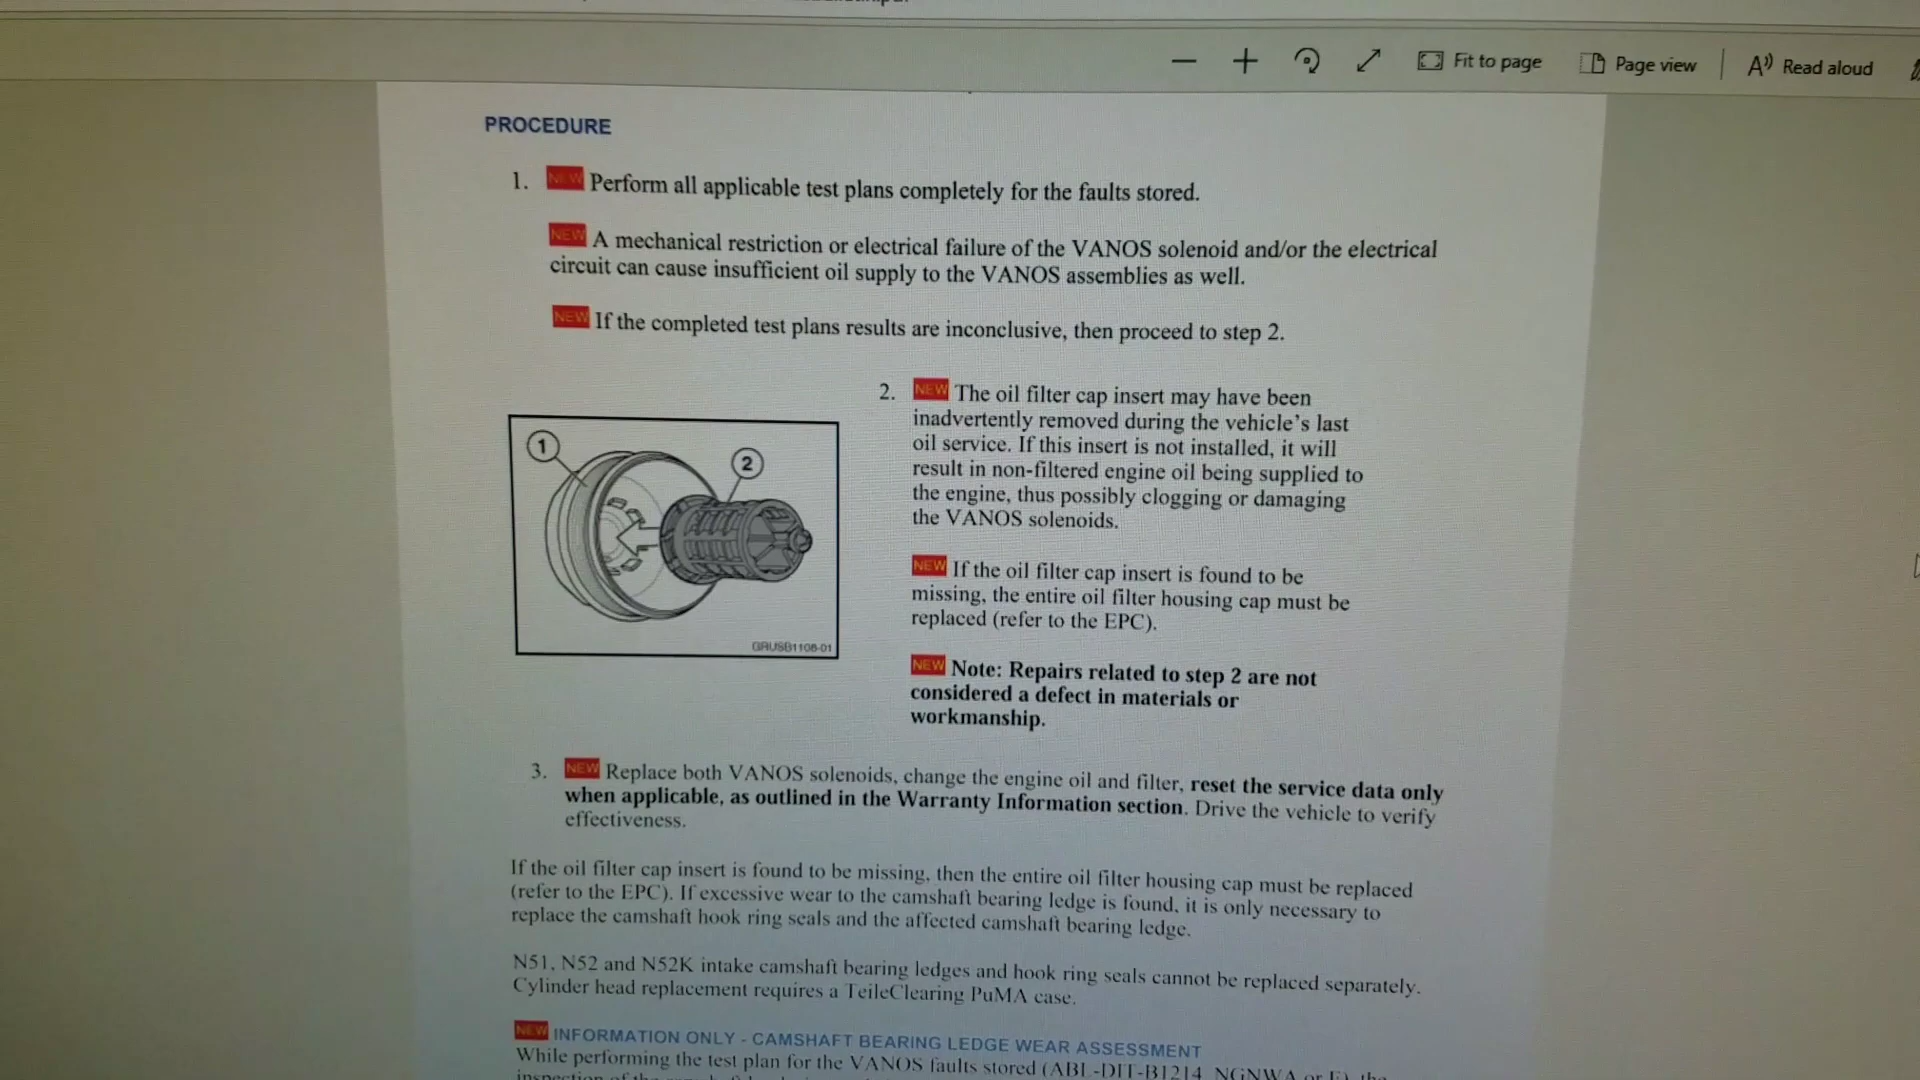 Fit to page
Page view
Read aloud
PROCEDURE
1. NEW Perform all applicable test plans completely for the faults stored.
NEW A mechanical restriction or electrical failure of the VANOS solenoid and/or the electrical
circuit can cause insufficient oil supply to the VANOS assemblies as well.
NEW If the completed test plans results are inconclusive, then proceed to step 2.
1
2
GRUSB1108-01
2. NEW The oil filter cap insert may have been
inadvertently removed during the vehicle's last
oil service. If this insert is not installed, it will
result in non-filtered engine oil being supplied to
the engine, thus possibly clogging or damaging
the VANOS solenoids.
NEW If the oil filter cap insert is found to be
missing, the entire oil filter housing cap must be
replaced (refer to the EPC).
NEW Note: Repairs related to step 2 are not
considered a defect in materials or
workmanship.
3. NEW Replace both VANOS solenoids, change the engine oil and filter, reset the service data only
when applicable, as outlined in the Warranty Information section. Drive the vehicle to verify
effectiveness.
If the oil filter cap insert is found to be missing, then the entire oil filter housing cap must be replaced
(refer to the EPC). If excessive wear to the camshaft bearing ledge is found, it is only necessary to
replace the camshaft hook ring seals and the affected camshaft bearing ledge.
N51, N52 and N52K intake camshaft bearing ledges and hook ring seals cannot be replaced separately.
Cylinder head replacement requires a TeileClearing PuMA case.
NEW INFORMATION ONLY - CAMSHAFT BEARING LEDGE WEAR ASSESSMENT
While performing the test plan for the VANOS faults stored (ABL-DIT-B1214_NGNWA or E), the